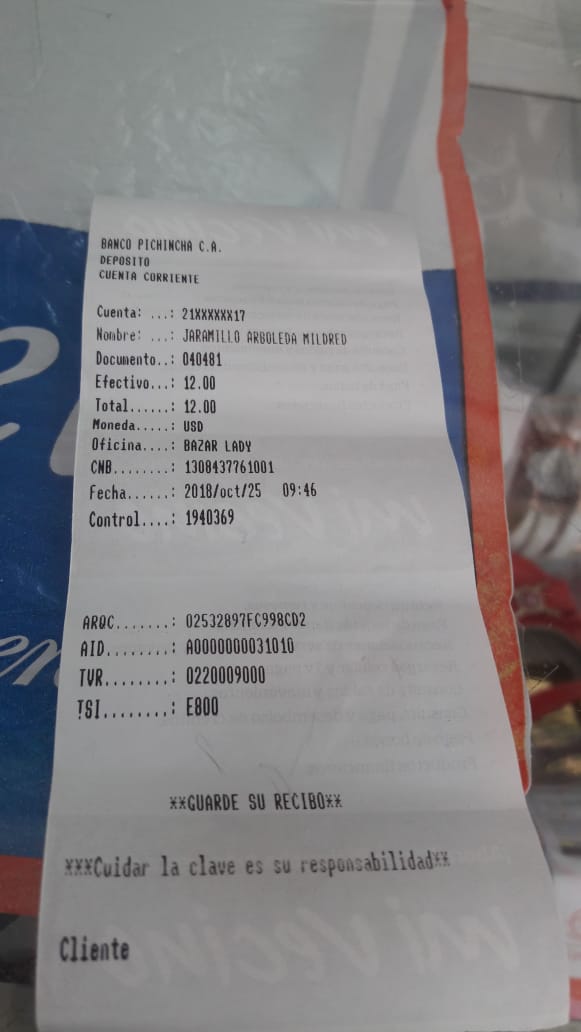 BANCO PICHINCHA C.A.
DEPOSITO
CUENTA CORRIENTE
Cuenta: ...: 21XXXXXX17
Nombre: ...: JARAMILLO ARBOLEDA MILDRED
Documento..: 040481
Efectivo...: 12.00
Total......: 12.00
Moneda.....: USD
Oficina....: BAZAR LADY
CNB........: 1308437761001
Fecha......: 2018/oct/25 09:46
Control....: 1940369
ARQC.......: 02532897FC998CD2
AID........: A0000000031010
TVR........: 0220009000
TSI........: E800
**GUARDE SU RECIBO**
***Cuidar la clave es su responsabilidad**
Cliente
mi vecino